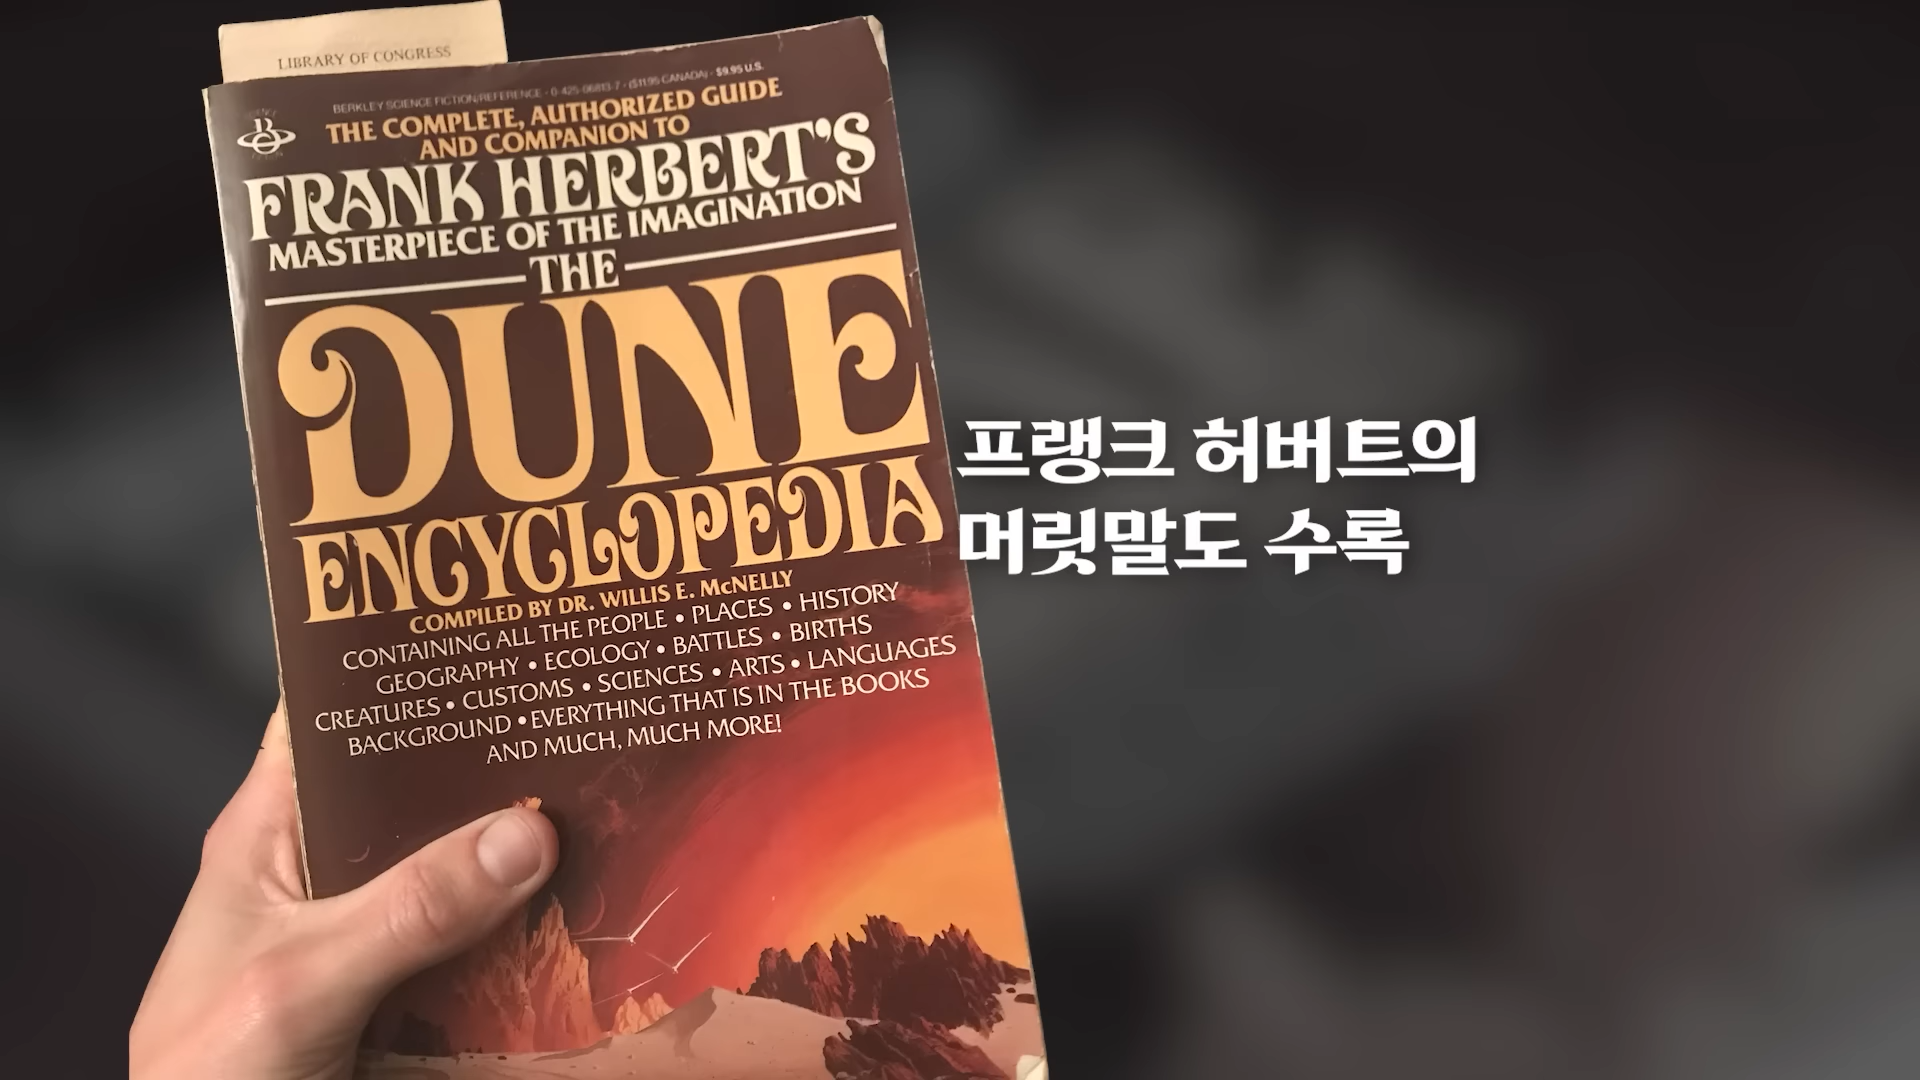 LIBRARY OF CONGRESS
BERKLEY SCIENCE FICTION/REFERENCE • 0-425-06813-7 • ($11.95 CANADA) • $9.95 U.S.
THE COMPLETE, AUTHORIZED GUIDE
AND COMPANION TO
FRANK HERBERT'S
MASTERPIECE OF THE IMAGINATION
THE
DUNE
ENCYCLOPEDIA
COMPILED BY DR. WILLIS E. McNELLY
CONTAINING ALL THE PEOPLE • PLACES • HISTORY
GEOGRAPHY • ECOLOGY • BATTLES • BIRTHS
CREATURES • CUSTOMS • SCIENCES • ARTS • LANGUAGES
BACKGROUND • EVERYTHING THAT IS IN THE BOOKS
AND MUCH, MUCH MORE!
프랭크 허버트의
머릿말도 수록